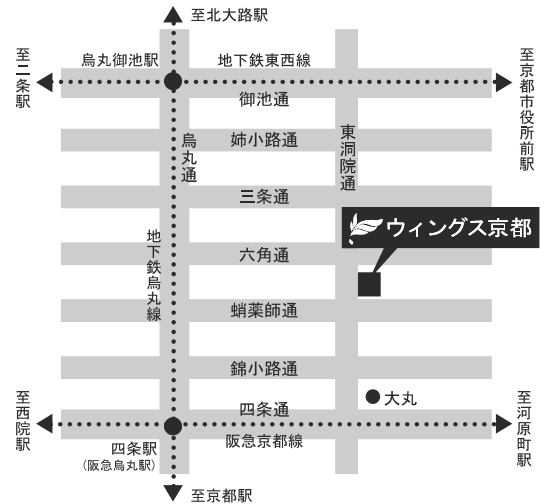 至北大路駅
至二条駅
烏丸御池駅
地下鉄東西線
至京都市役所前駅
御池通
烏丸通
姉小路通
東洞院通
三条通
ウィングス京都
地下鉄烏丸線
六角通
蛸薬師通
錦小路通
大丸
至西院駅
四条通
至河原町駅
四条駅
(阪急烏丸駅)
阪急京都線
至京都駅